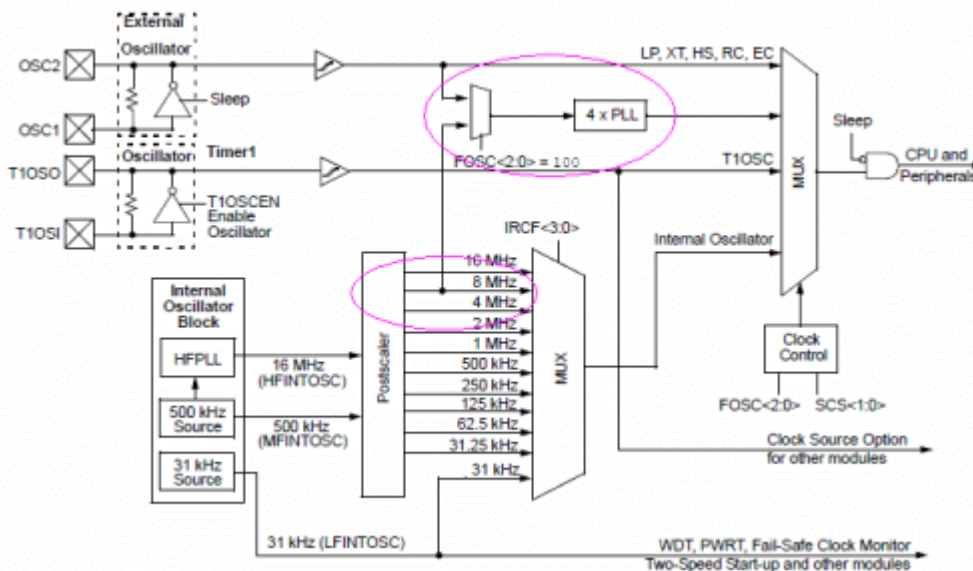 External
Oscillator
OSC2
Sleep
OSC1
LP, XT, HS, RC, EC
4 x PLL
FOSC<2:0> = 100
Oscillator Timer1
T1OSO
T1OSCEN
Enable
Oscillator
T1OSI
T1OSC
MUX
Sleep
CPU and
Peripherals
IRCF<3:0>
Internal Oscillator
Internal
Oscillator
Block
HFPLL
500 kHz
Source
31 kHz
Source
16 MHz
(HFINTOSC)
500 kHz
(MFINTOSC)
31 kHz (LFINTOSC)
Postscaler
16 MHz
8 MHz
4 MHz
2 MHz
1 MHz
500 kHz
250 kHz
125 kHz
62.5 kHz
31.25 kHz
31 kHz
MUX
Clock
Control
FOSC<2:0> SCS<1:0>
Clock Source Option
for other modules
WDT, PWRT, Fail-Safe Clock Monitor
Two-Speed Start-up and other modules